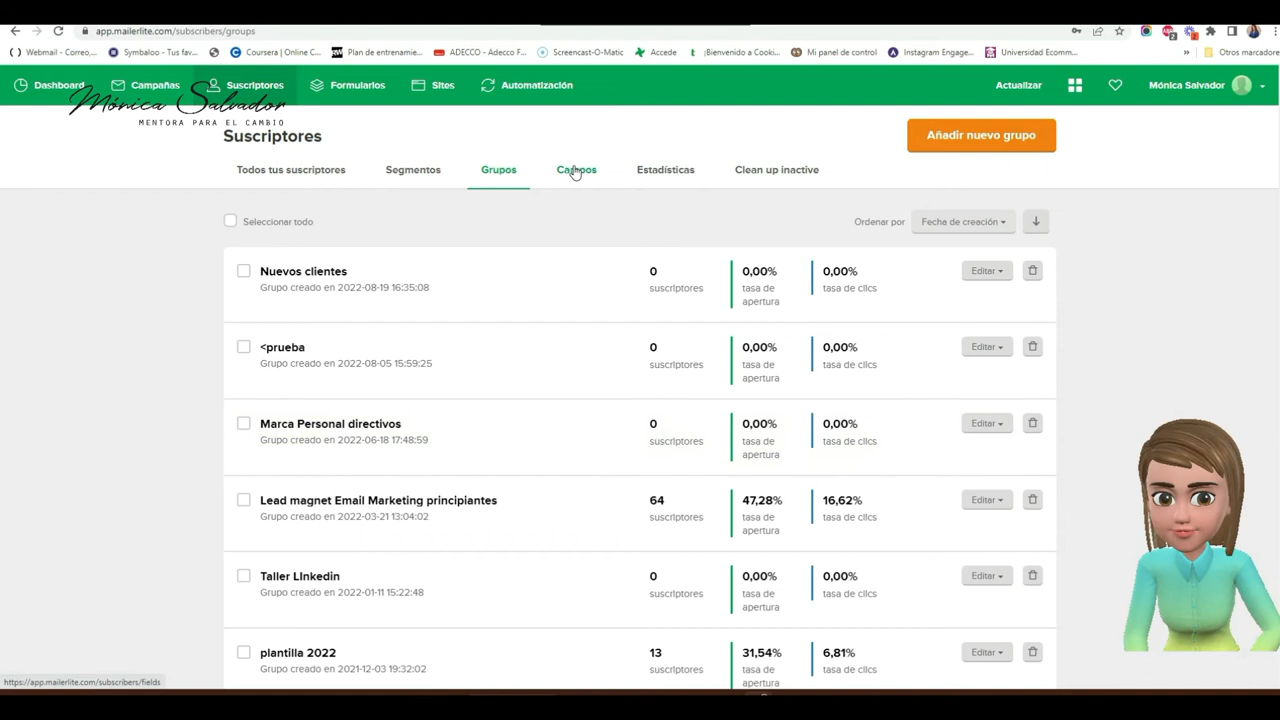 app.mailerlite.com/subscribers/groups
Webmail - Correo,... Symbaloo - Tus fav... Coursera | Online C... Plan de entrenamie... ADECCO - Adecco F... Screencast-O-Matic Accede ¡Bienvenido a Cooki... Mi panel de control Instagram Engage... Universidad Ecomm... » Otros marcadores
Dashboard Campañas Suscriptores Formularios Sites Automatización Actualizar Mónica Salvador
Mónica Salvador
MENTORA PARA EL CAMBIO
Suscriptores
Añadir nuevo grupo
Todos tus suscriptores Segmentos Grupos Campos Estadísticas Clean up inactive
Seleccionar todo Ordenar por Fecha de creación
Nuevos clientes 0 0,00% 0,00% Editar
Grupo creado en 2022-08-19 16:35:08 suscriptores tasa de tasa de clics
apertura
<prueba 0 0,00% 0,00% Editar
Grupo creado en 2022-08-05 15:59:25 suscriptores tasa de tasa de clics
apertura
Marca Personal directivos 0 0,00% 0,00% Editar
Grupo creado en 2022-06-18 17:48:59 suscriptores tasa de tasa de clics
apertura
Lead magnet Email Marketing principiantes 64 47,28% 16,62% Editar
Grupo creado en 2022-03-21 13:04:02 suscriptores tasa de tasa de clics
apertura
Taller LInkedin 0 0,00% 0,00% Editar
Grupo creado en 2022-01-11 15:22:48 suscriptores tasa de tasa de clics
apertura
plantilla 2022 13 31,54% 6,81% Editar
Grupo creado en 2021-12-03 19:32:02 suscriptores tasa de tasa de clics
apertura
https://app.mailerlite.com/subscribers/fields